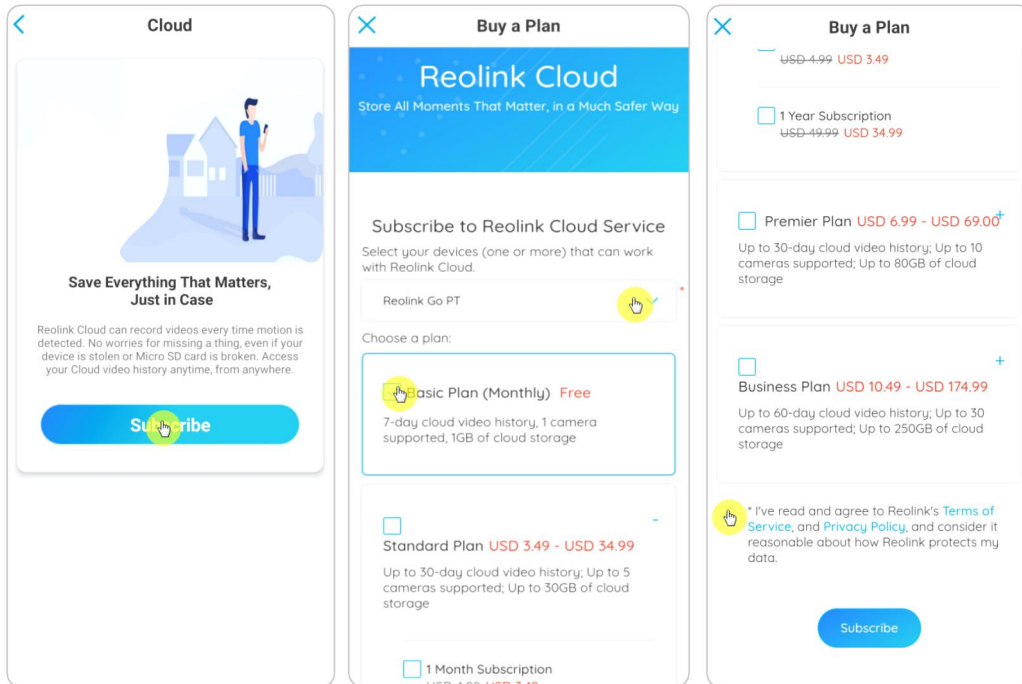 Cloud
Save Everything That Matters,
Just in Case
Reolink Cloud can record videos every time motion is
detected. No worries for missing a thing, even if your
device is stolen or Micro SD card is broken. Access
your Cloud video history anytime, from anywhere.
Subscribe
Buy a Plan
Reolink Cloud
Store All Moments That Matter, in a Much Safer Way
Subscribe to Reolink Cloud Service
Select your devices (one or more) that can work
with Reolink Cloud.
Reolink Go PT
*
Choose a plan:
Basic Plan (Monthly) Free
7-day cloud video history, 1 camera
supported, 1GB of cloud storage
Standard Plan USD 3.49 - USD 34.99
Up to 30-day cloud video history; Up to 5
cameras supported; Up to 30GB of cloud
storage
1 Month Subscription
USD 4.99 USD 3.49
Buy a Plan
USD 4.99 USD 3.49
1 Year Subscription
USD 49.99 USD 34.99
Premier Plan USD 6.99 - USD 69.00
Up to 30-day cloud video history; Up to 10
cameras supported; Up to 80GB of cloud
storage
Business Plan USD 10.49 - USD 174.99
Up to 60-day cloud video history; Up to 30
cameras supported; Up to 250GB of cloud
storage
* I've read and agree to Reolink's Terms of
Service, and Privacy Policy, and consider it
reasonable about how Reolink protects my
data.
Subscribe